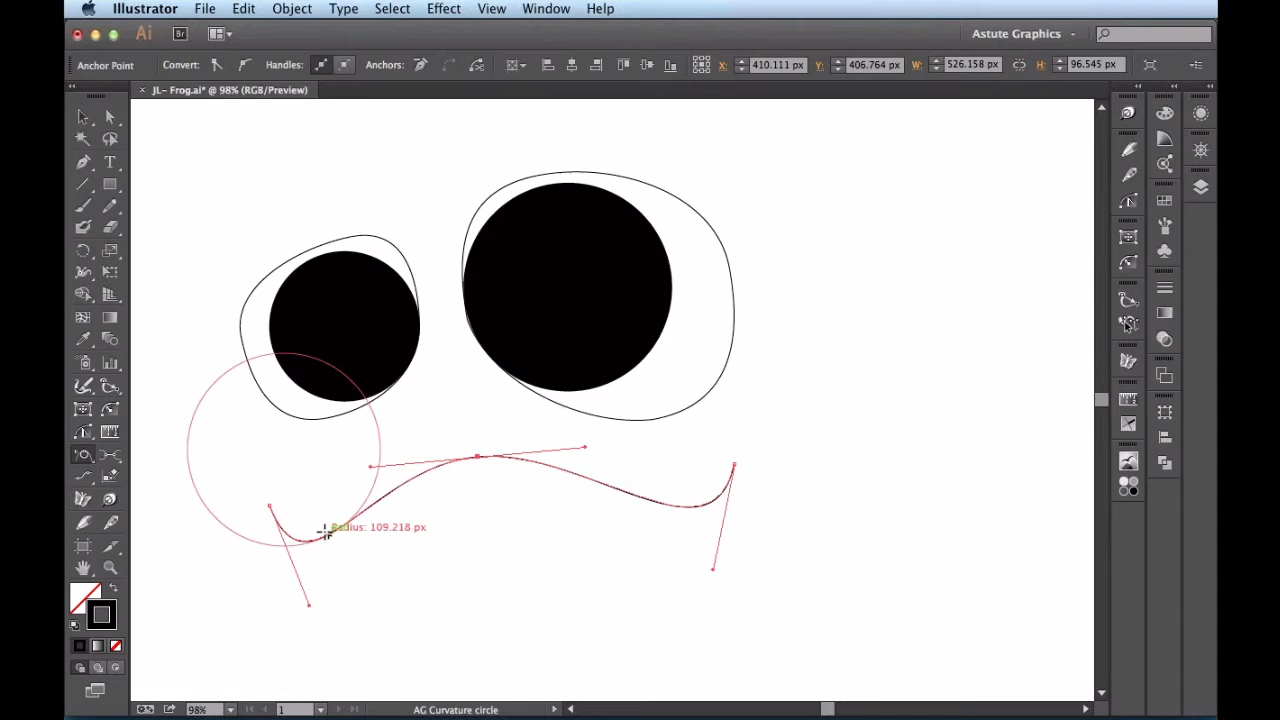 Illustrator File Edit Object Type Select Effect View Window Help
Ai Br Astute Graphics
Anchor Point Convert: Handles: Anchors: X: 410.111 px Y: 406.764 px W: 526.158 px H: 96.545 px
× JL- Frog.ai* @ 98% (RGB/Preview)
T
Radius: 109.218 px
98% 1 AG Curvature circle